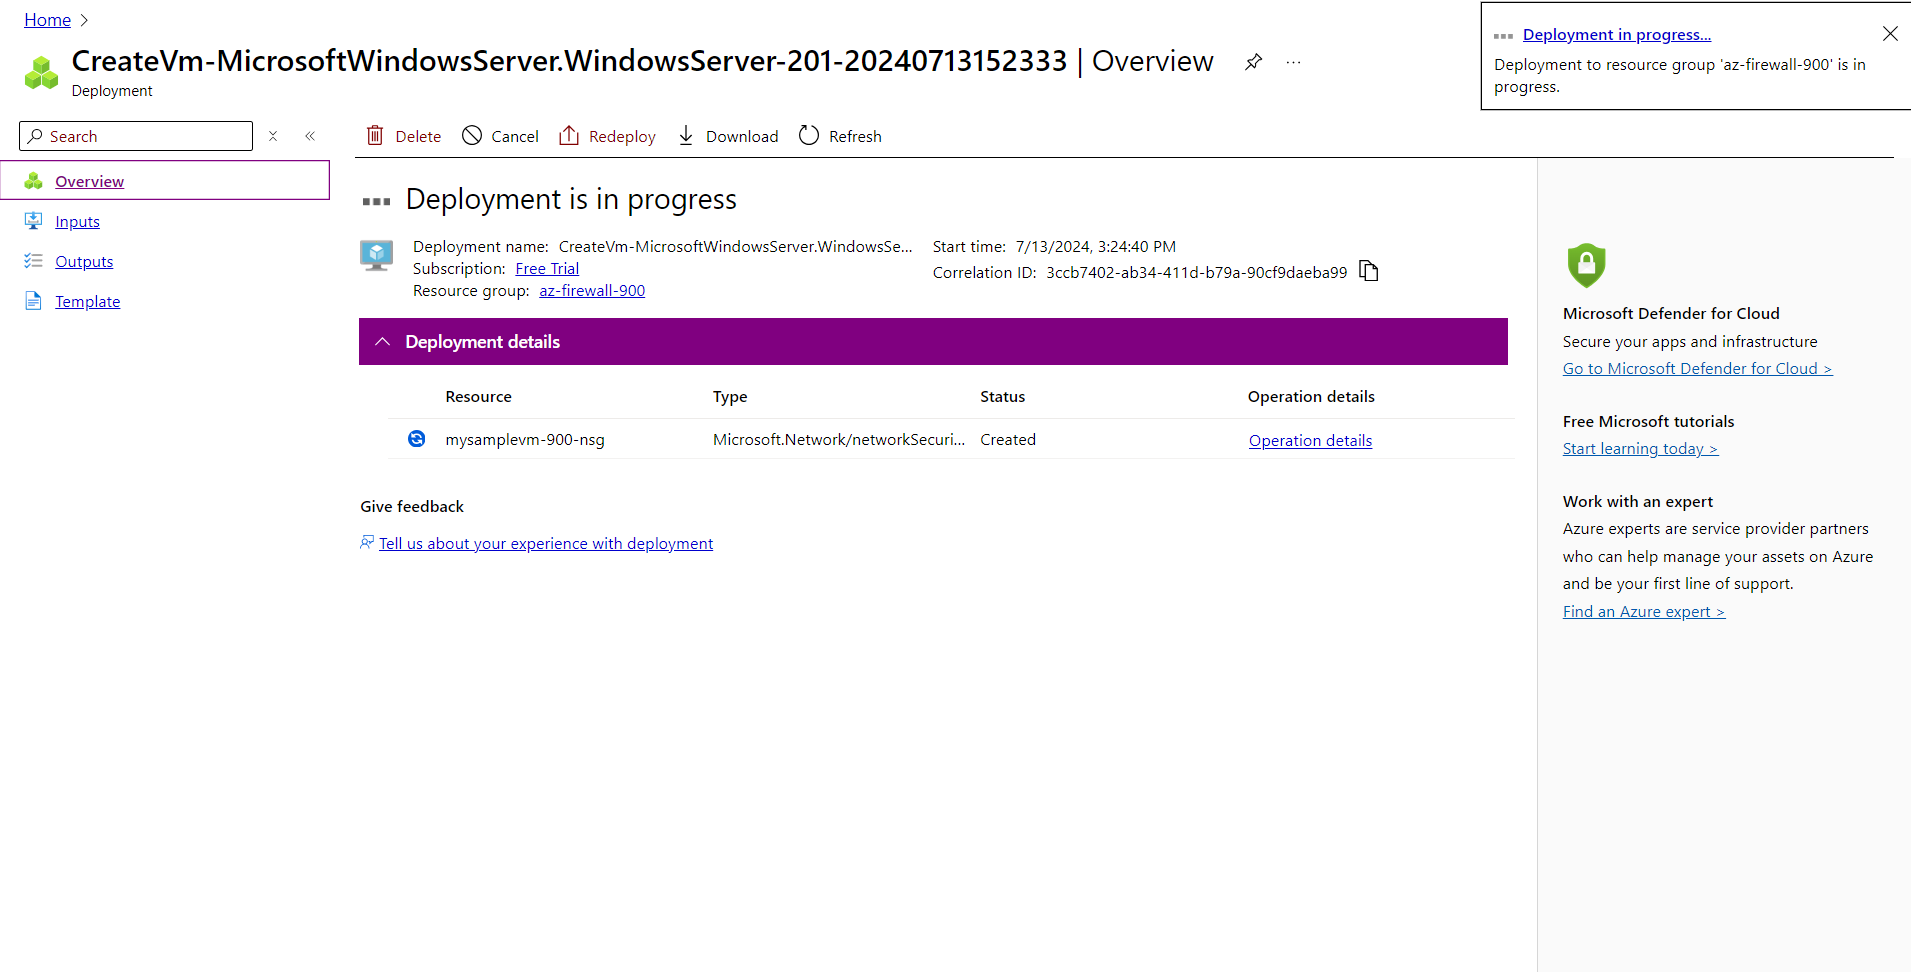 Home
CreateVm-MicrosoftWindowsServer.WindowsServer-201-20240713152333 | Overview
Deployment
Deployment in progress...
Deployment to resource group 'az-firewall-900' is in
progress.
Search
Delete
Cancel
Redeploy
Download
Refresh
Overview
Inputs
Outputs
Template
Deployment is in progress
Deployment name: CreateVm-MicrosoftWindowsServer.WindowsSe...
Subscription: Free Trial
Resource group: az-firewall-900
Start time: 7/13/2024, 3:24:40 PM
Correlation ID: 3ccb7402-ab34-411d-b79a-90cf9daeba99
Deployment details
Resource Type Status Operation details
mysamplevm-900-nsg Microsoft.Network/networkSecuri... Created Operation details
Give feedback
Tell us about your experience with deployment
Microsoft Defender for Cloud
Secure your apps and infrastructure
Go to Microsoft Defender for Cloud >
Free Microsoft tutorials
Start learning today >
Work with an expert
Azure experts are service provider partners
who can help manage your assets on Azure
and be your first line of support.
Find an Azure expert >